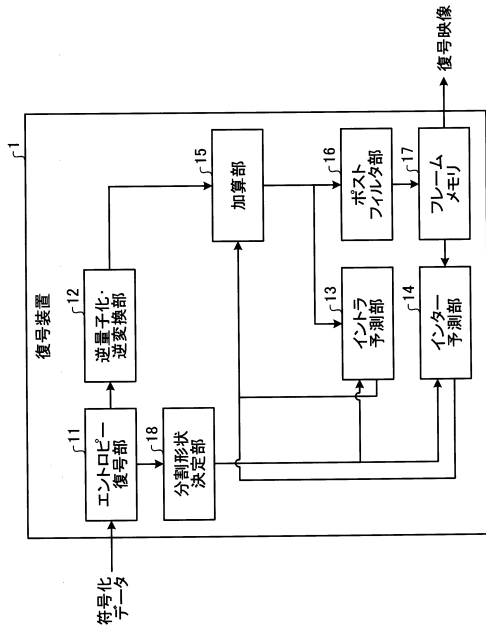 1
復号装置
符号化
データ
11
エントロピー
復号部
12
逆量子化・
逆変換部
15
加算部
18
分割形状
決定部
13
イントラ
予測部
16
ポスト
フィルタ部
14
インター
予測部
17
フレーム
メモリ
復号映像